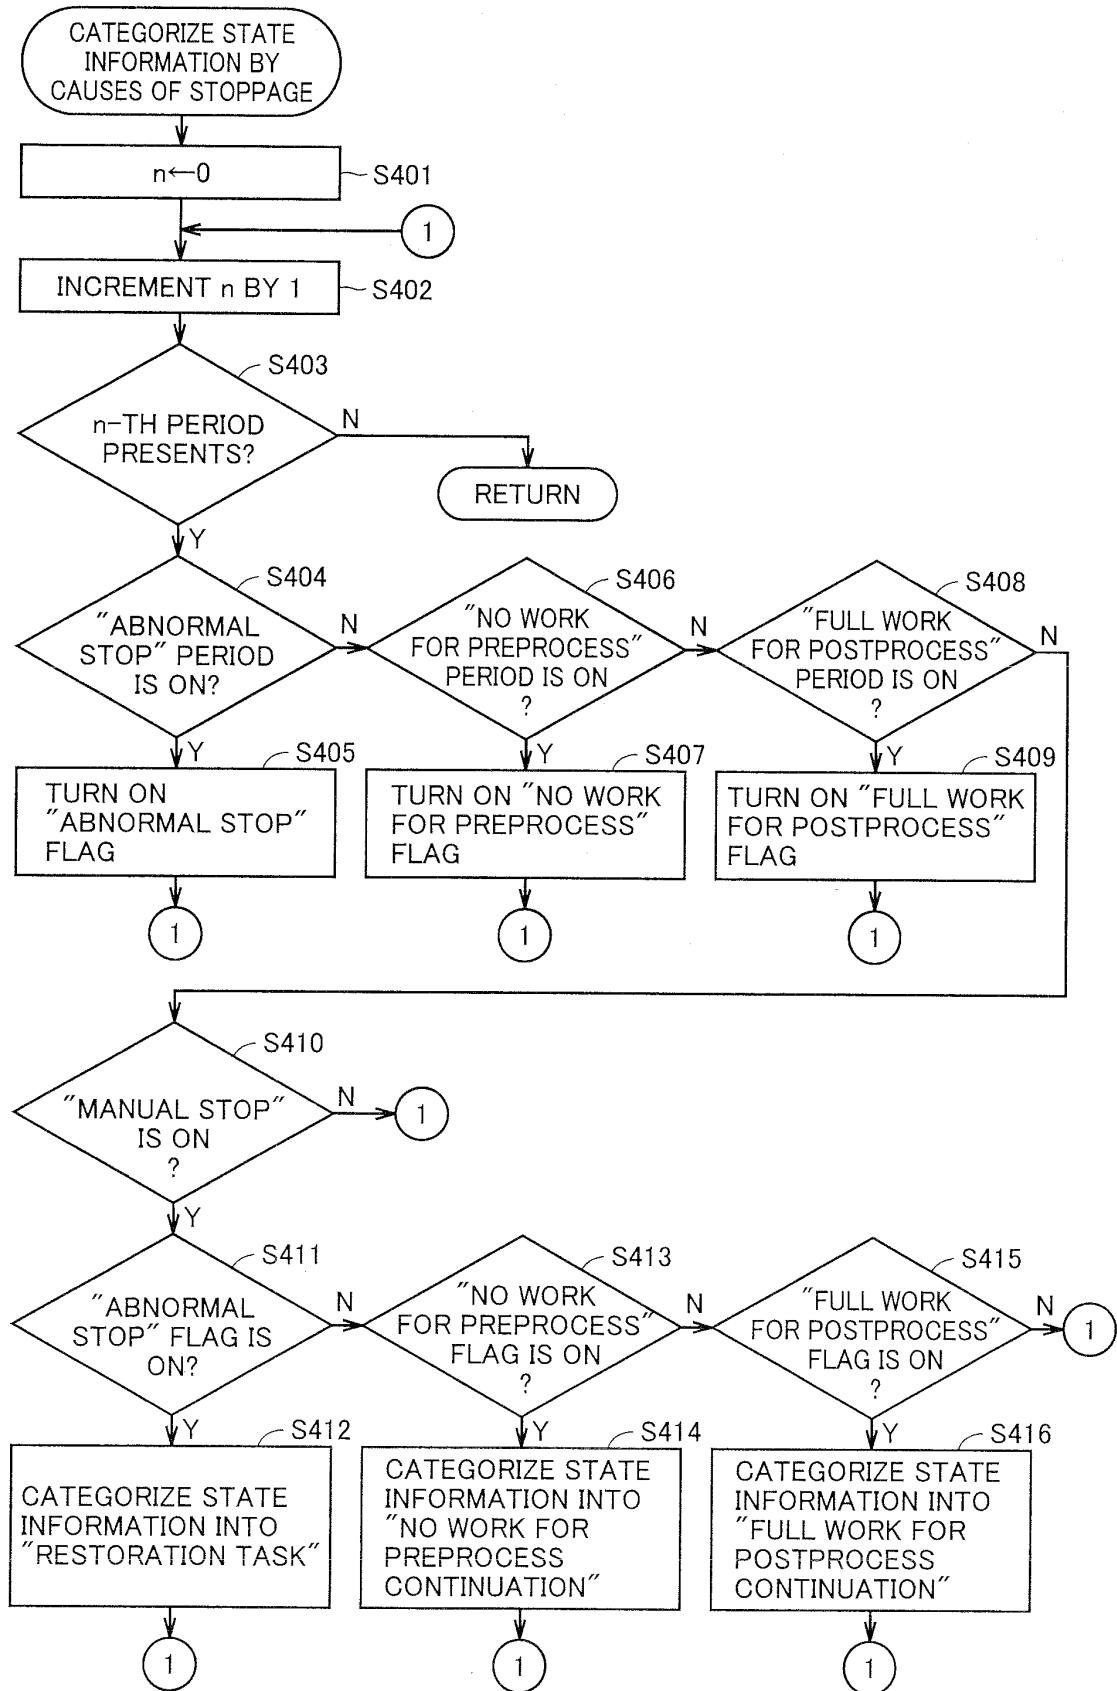 CATEGORIZE STATE
INFORMATION BY
CAUSES OF STOPPAGE
n←0
S401
1
INCREMENT n BY 1
S402
S403
n-TH PERIOD
PRESENTS?
N
RETURN
Y
S404
"ABNORMAL
STOP" PERIOD
IS ON?
N
S406
"NO WORK
FOR PREPROCESS"
PERIOD IS ON
?
N
S408
"FULL WORK
FOR POSTPROCESS"
PERIOD IS ON
?
N
Y
S405
TURN ON
"ABNORMAL STOP"
FLAG
1
Y
S407
TURN ON "NO WORK
FOR PREPROCESS"
FLAG
1
Y
S409
TURN ON "FULL WORK
FOR POSTPROCESS"
FLAG
1
S410
"MANUAL STOP"
IS ON
?
N
1
Y
S411
"ABNORMAL
STOP" FLAG IS
ON?
N
S413
"NO WORK
FOR PREPROCESS"
FLAG IS ON
?
N
S415
"FULL WORK
FOR POSTPROCESS"
FLAG IS ON
?
N
1
Y
S412
CATEGORIZE STATE
INFORMATION INTO
"RESTORATION TASK"
1
Y
S414
CATEGORIZE STATE
INFORMATION INTO
"NO WORK FOR
PREPROCESS
CONTINUATION"
1
Y
S416
CATEGORIZE STATE
INFORMATION INTO
"FULL WORK FOR
POSTPROCESS
CONTINUATION"
1